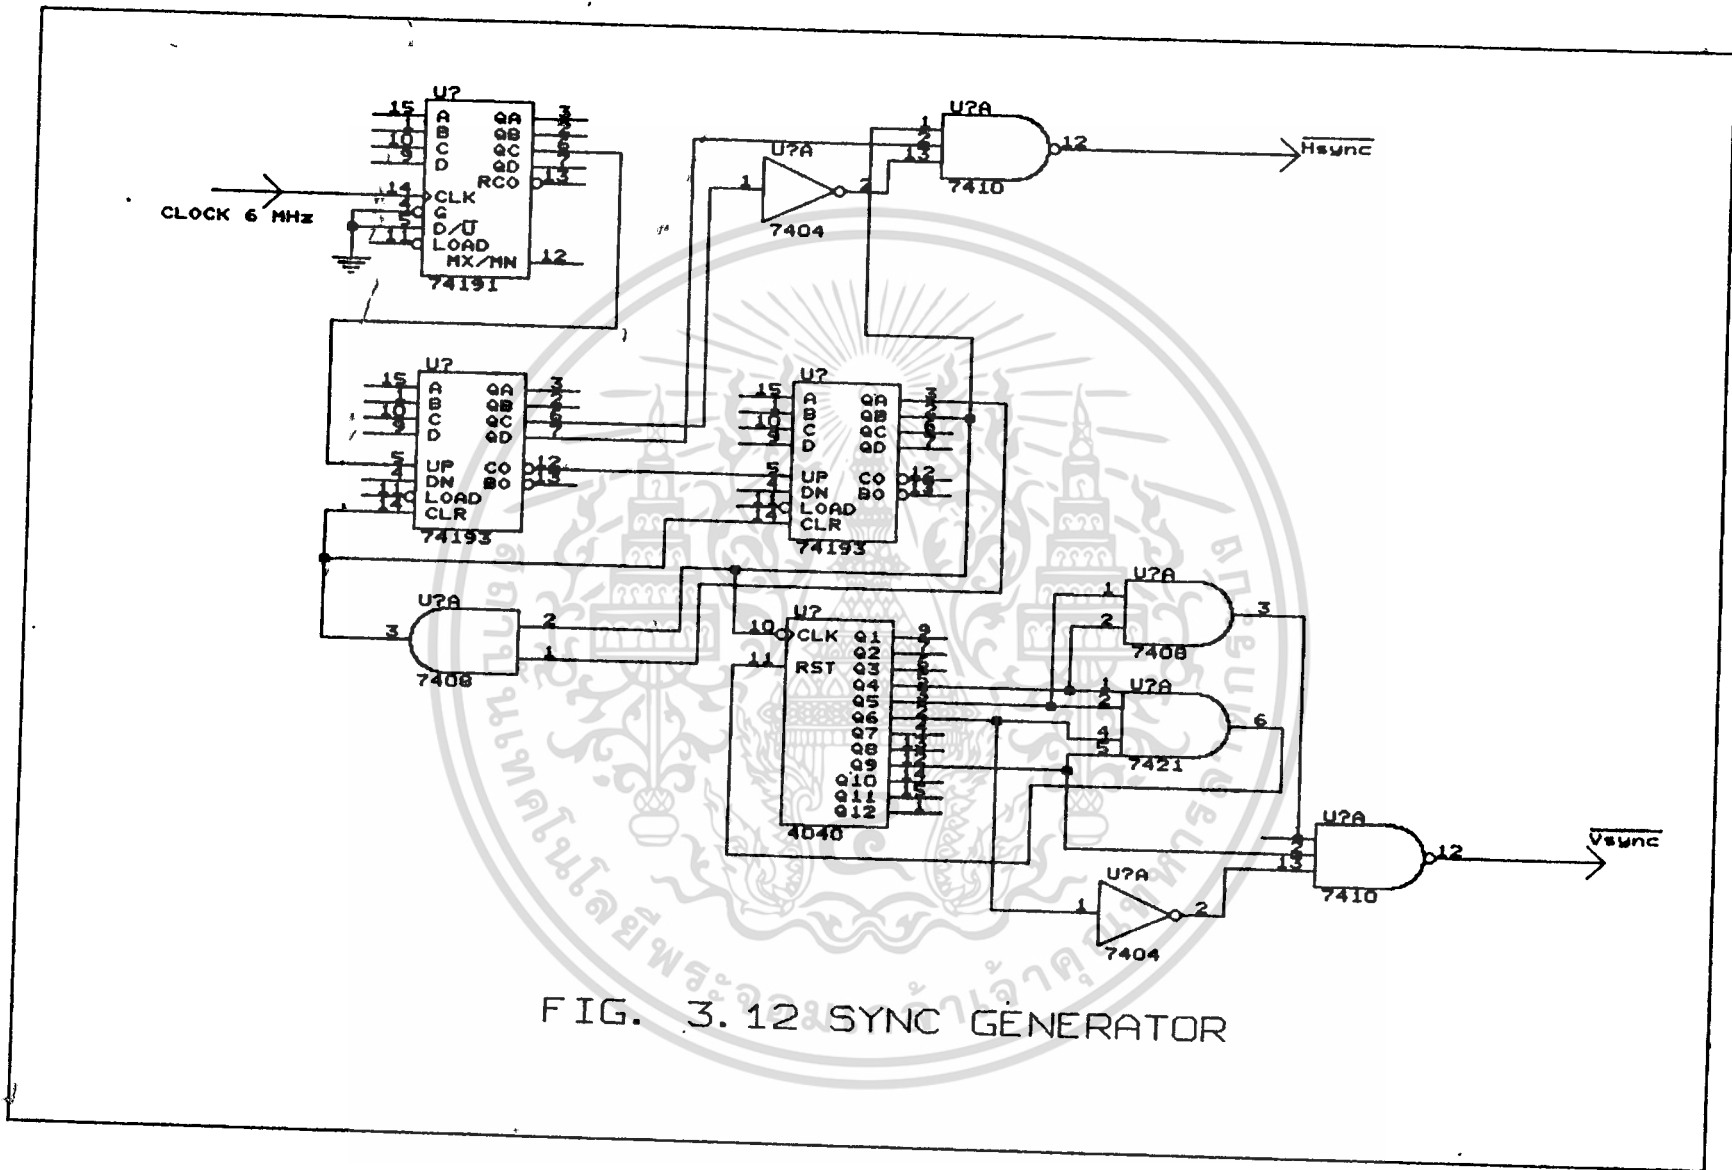 U?
15 A QA 3
1 B QB 2
10 C QC 6
9 D QD 7
RCO 13
14 CLK
4 G
5 D/U
11 LOAD
MX/MN 12
74191
CLOCK 6 MHz
U?A
1 2
7404
U?A
1
2
13
12
7410
Hsync
U?
15 A QA 3
1 B QB 2
10 C QC 6
9 D QD 7
5 UP CO 12
4 DN BO 13
11 LOAD
14 CLR
74193
U?
15 A QA 3
1 B QB 2
10 C QC 6
9 D QD 7
5 UP CO 12
4 DN BO 13
11 LOAD
14 CLR
74193
U?A
3 2
1
7408
U?
10 CLK Q1 9
11 RST Q2 7
Q3 6
Q4 5
Q5 3
Q6 2
Q7 4
Q8 13
Q9 12
Q10 14
Q11 15
Q12 1
4040
U?A
1 3
2
7408
U?A
1
2
4
5
6
7421
U?A
1 2
7404
U?A
2
13
12
7410
Vsync
FIG. 3.12 SYNC GENERATOR